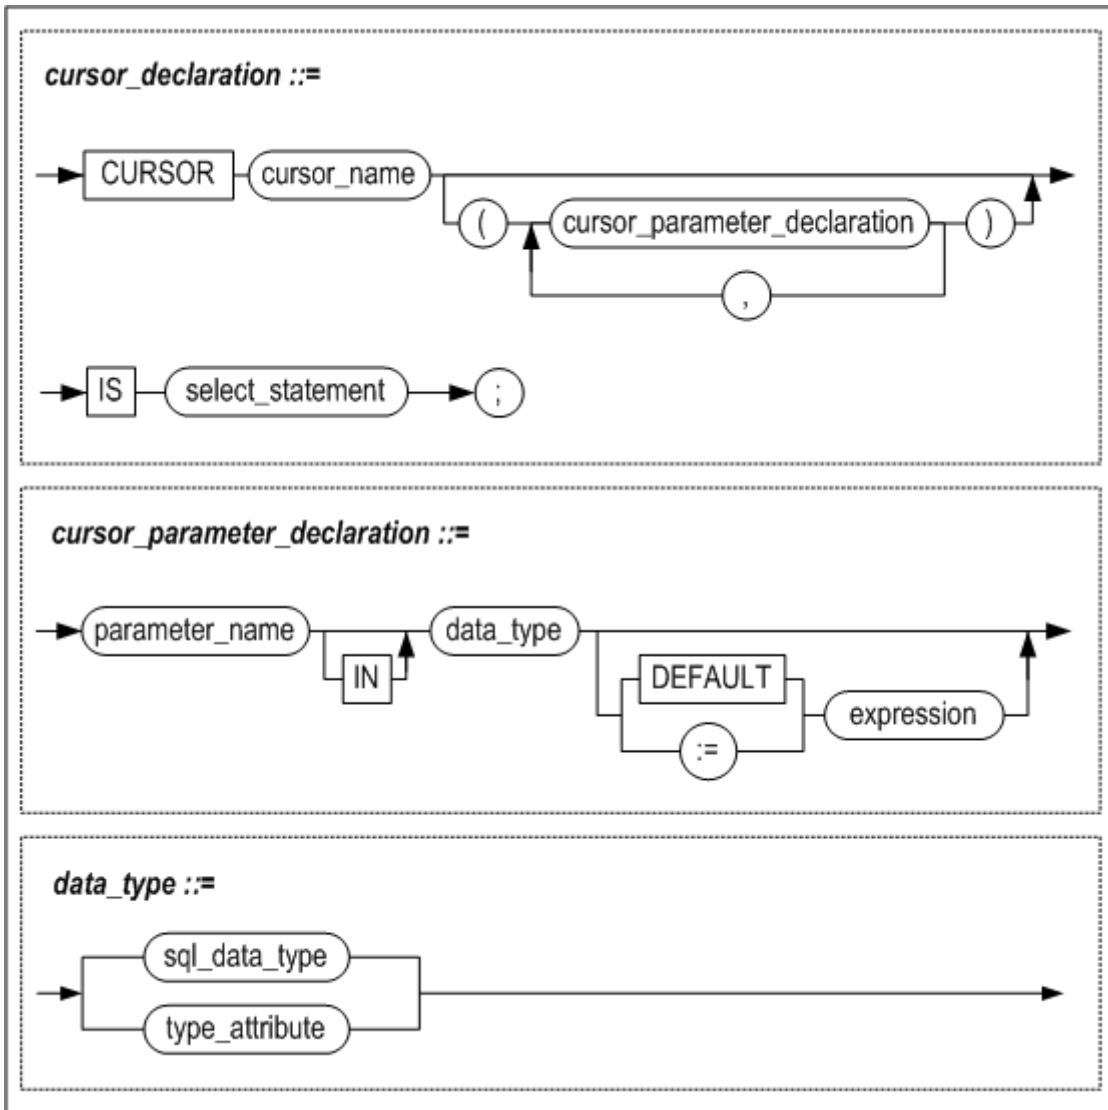 cursor_declaration ::=
CURSOR cursor_name
( cursor_parameter_declaration )
,
IS select_statement ;
cursor_parameter_declaration ::=
parameter_name data_type
IN DEFAULT
expression
:=
data_type ::=
sql_data_type
type_attribute